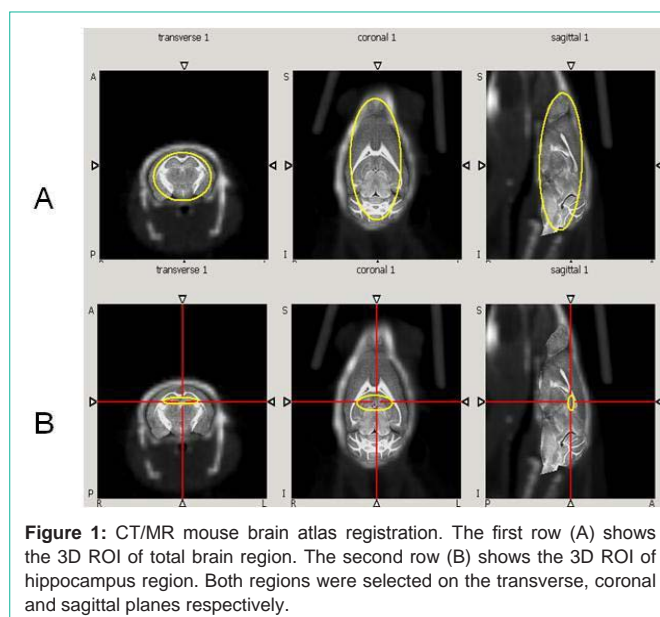 transverse 1 coronal 1 sagittal 1
A S S
A
P I I
transverse 1 coronal 1 sagittal 1
A S S
B
P I I P
R L R L A
Figure 1: CT/MR mouse brain atlas registration. The first row (A) shows
the 3D ROI of total brain region. The second row (B) shows the 3D ROI of
hippocampus region. Both regions were selected on the transverse, coronal
and sagittal planes respectively.